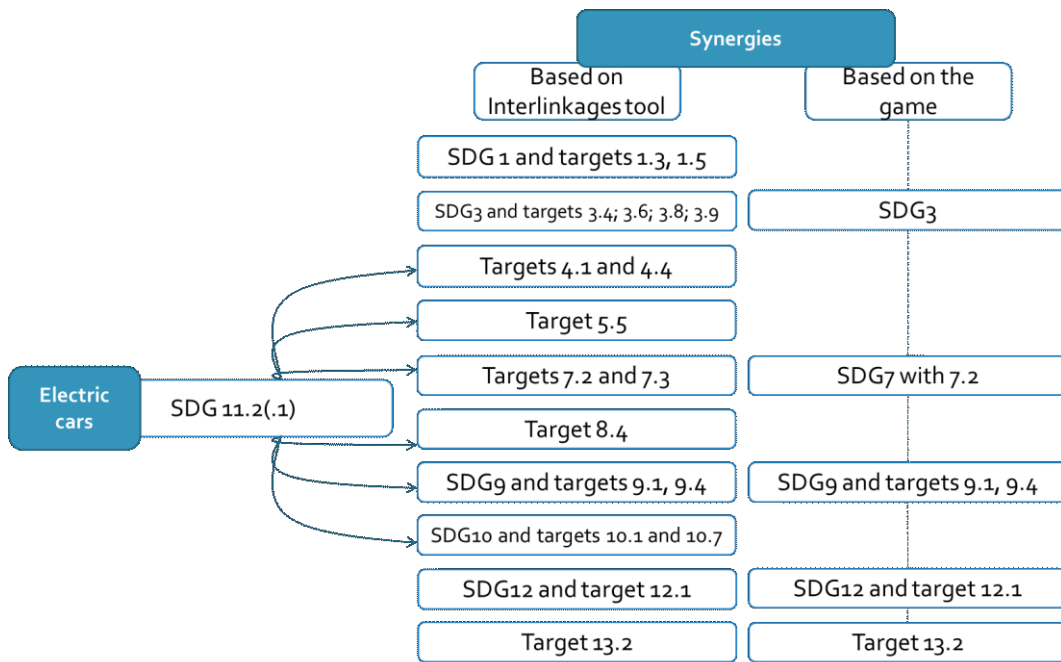 Synergies
Based on
Interlinkages tool
Based on the
game
SDG 1 and targets 1.3, 1.5
SDG3 and targets 3.4; 3.6; 3.8; 3.9
SDG3
Targets 4.1 and 4.4
Target 5.5
Targets 7.2 and 7.3
SDG7 with 7.2
Electric
cars
SDG 11.2(.1)
Target 8.4
SDG9 and targets 9.1, 9.4
SDG9 and targets 9.1, 9.4
SDG10 and targets 10.1 and 10.7
SDG12 and target 12.1
SDG12 and target 12.1
Target 13.2
Target 13.2